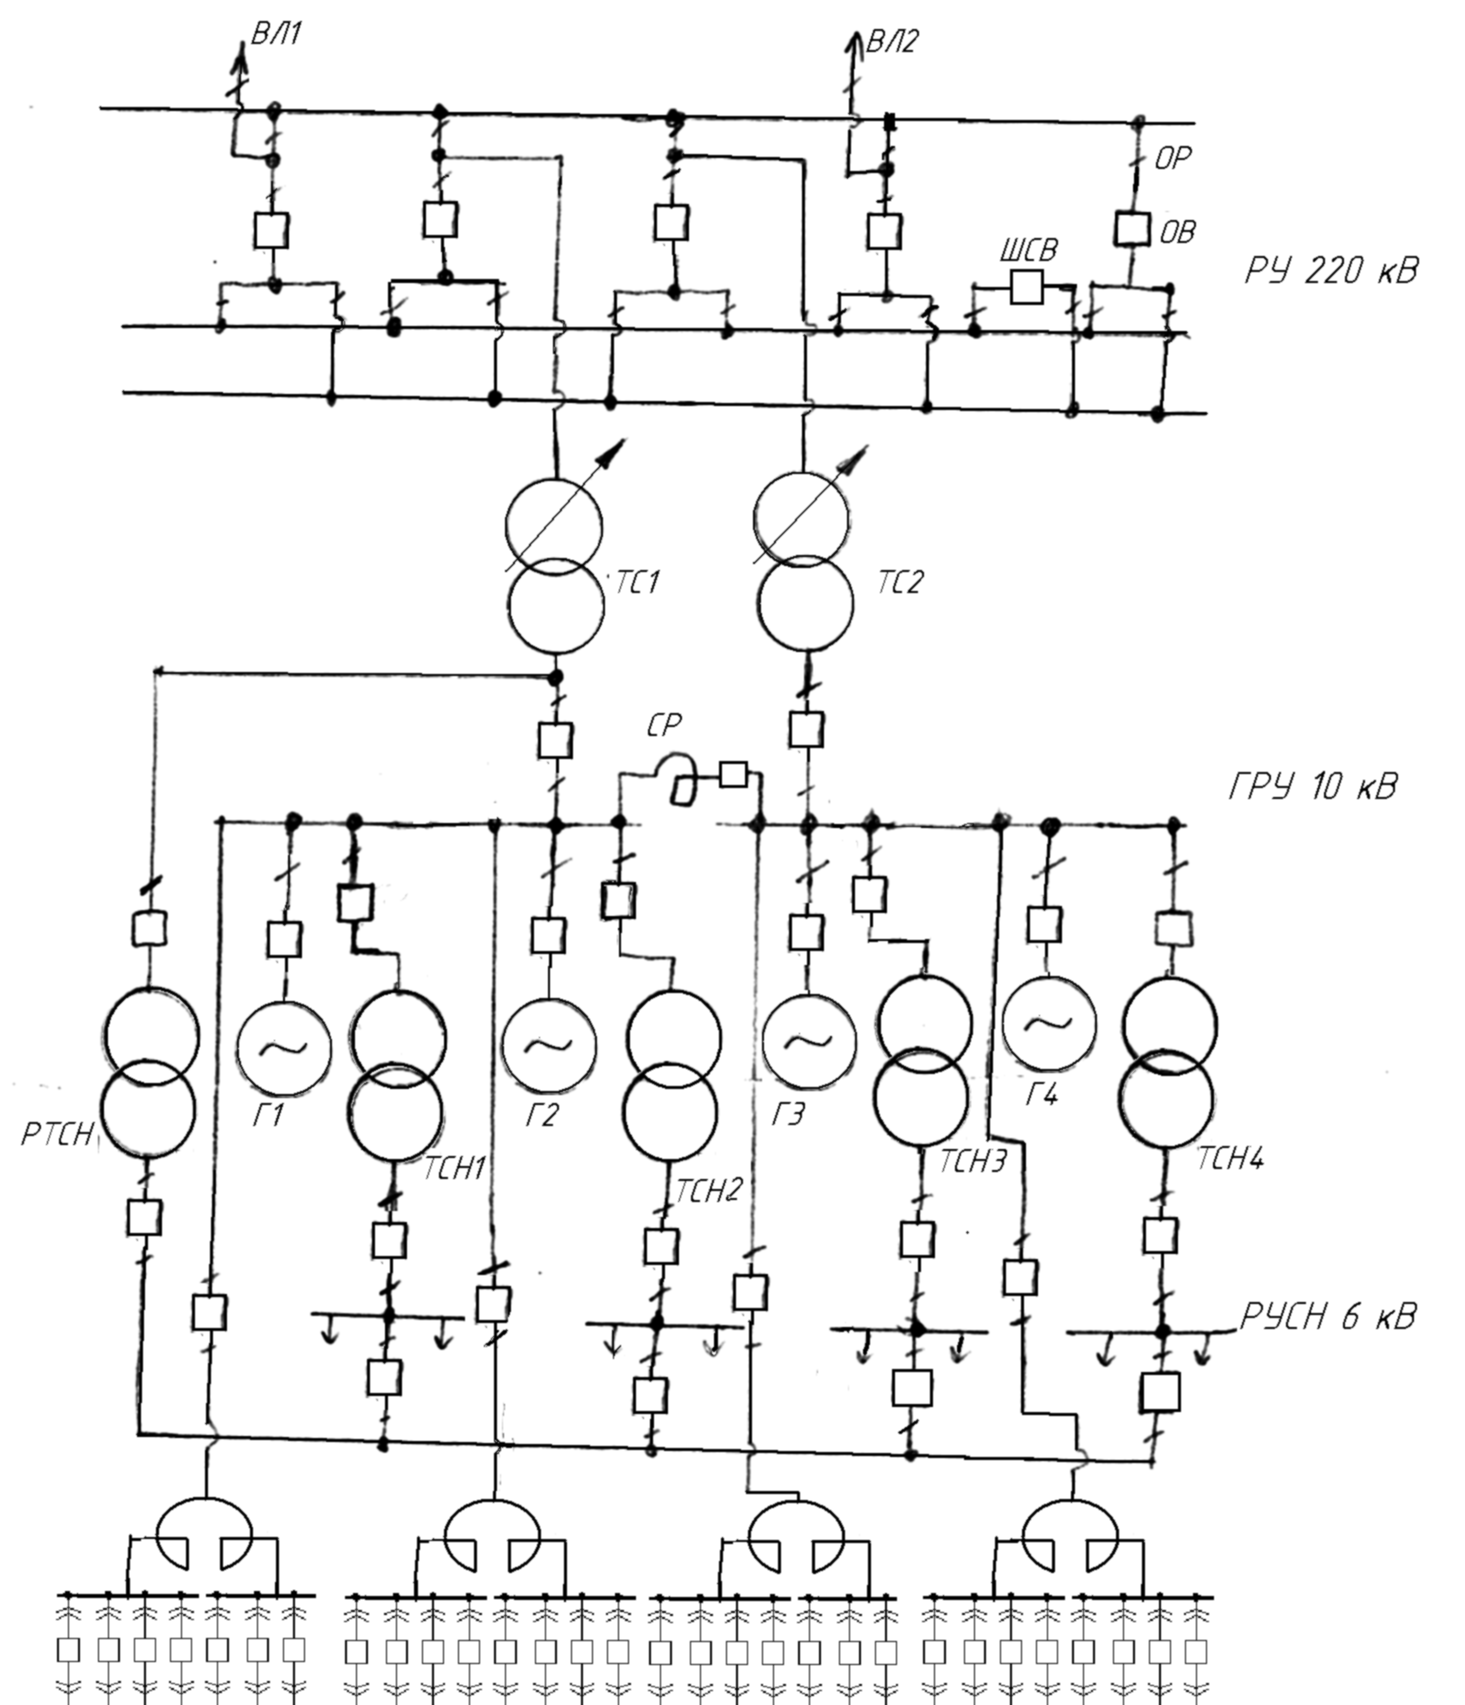 ВЛ1
ВЛ2
ОР
ОВ
ШСВ
РУ 220 кВ
ТС1
ТС2
СР
ГРУ 10 кВ
РТСН
Г1
ТСН1
Г2
ТСН2
Г3
ТСН3
Г4
ТСН4
РУСН 6 кВ